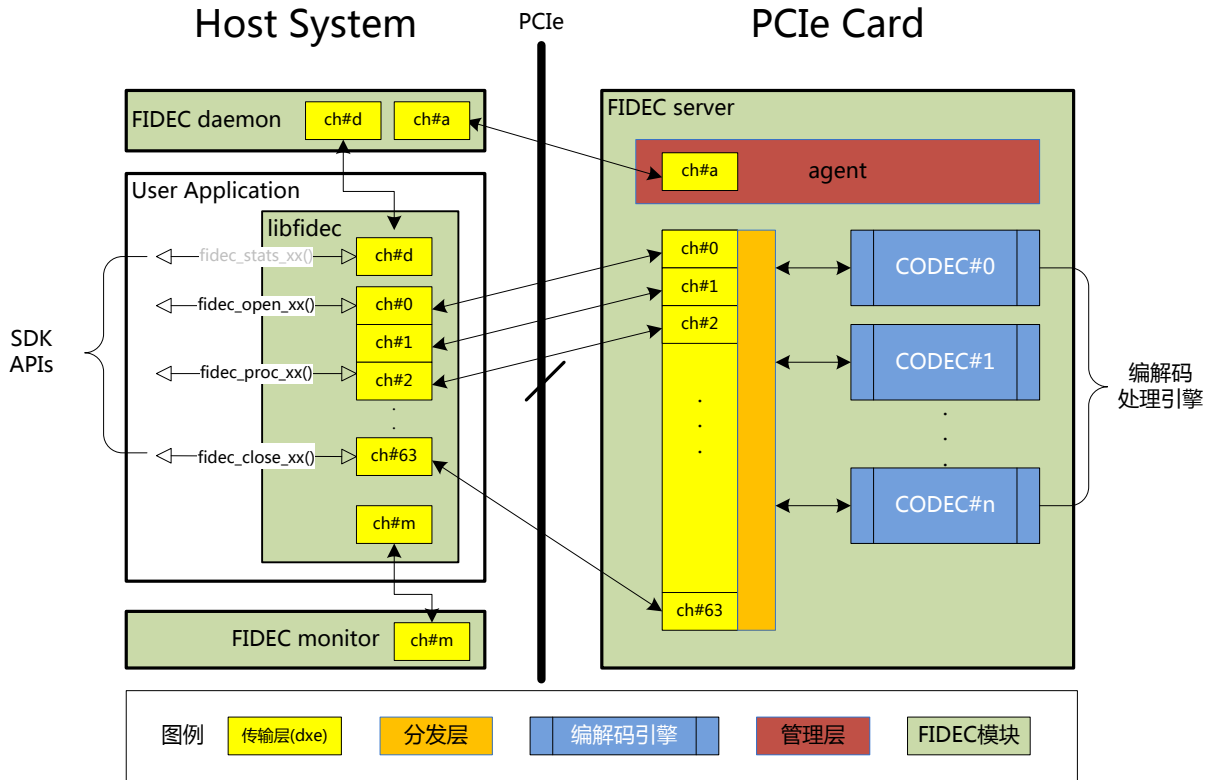 Host System
PCIe
PCIe Card
FIDEC daemon
ch#d
ch#a
FIDEC server
ch#a
agent
User Application
libfidec
fidec_stats_xx()
ch#d
fidec_open_xx()
ch#0
ch#1
fidec_proc_xx()
ch#2
fidec_close_xx()
ch#63
ch#m
SDK
APIs
ch#0
ch#1
ch#2
ch#63
CODEC#0
CODEC#1
CODEC#n
编解码
处理引擎
FIDEC monitor
ch#m
图例
传输层(dxe)
分发层
编解码引擎
管理层
FIDEC模块